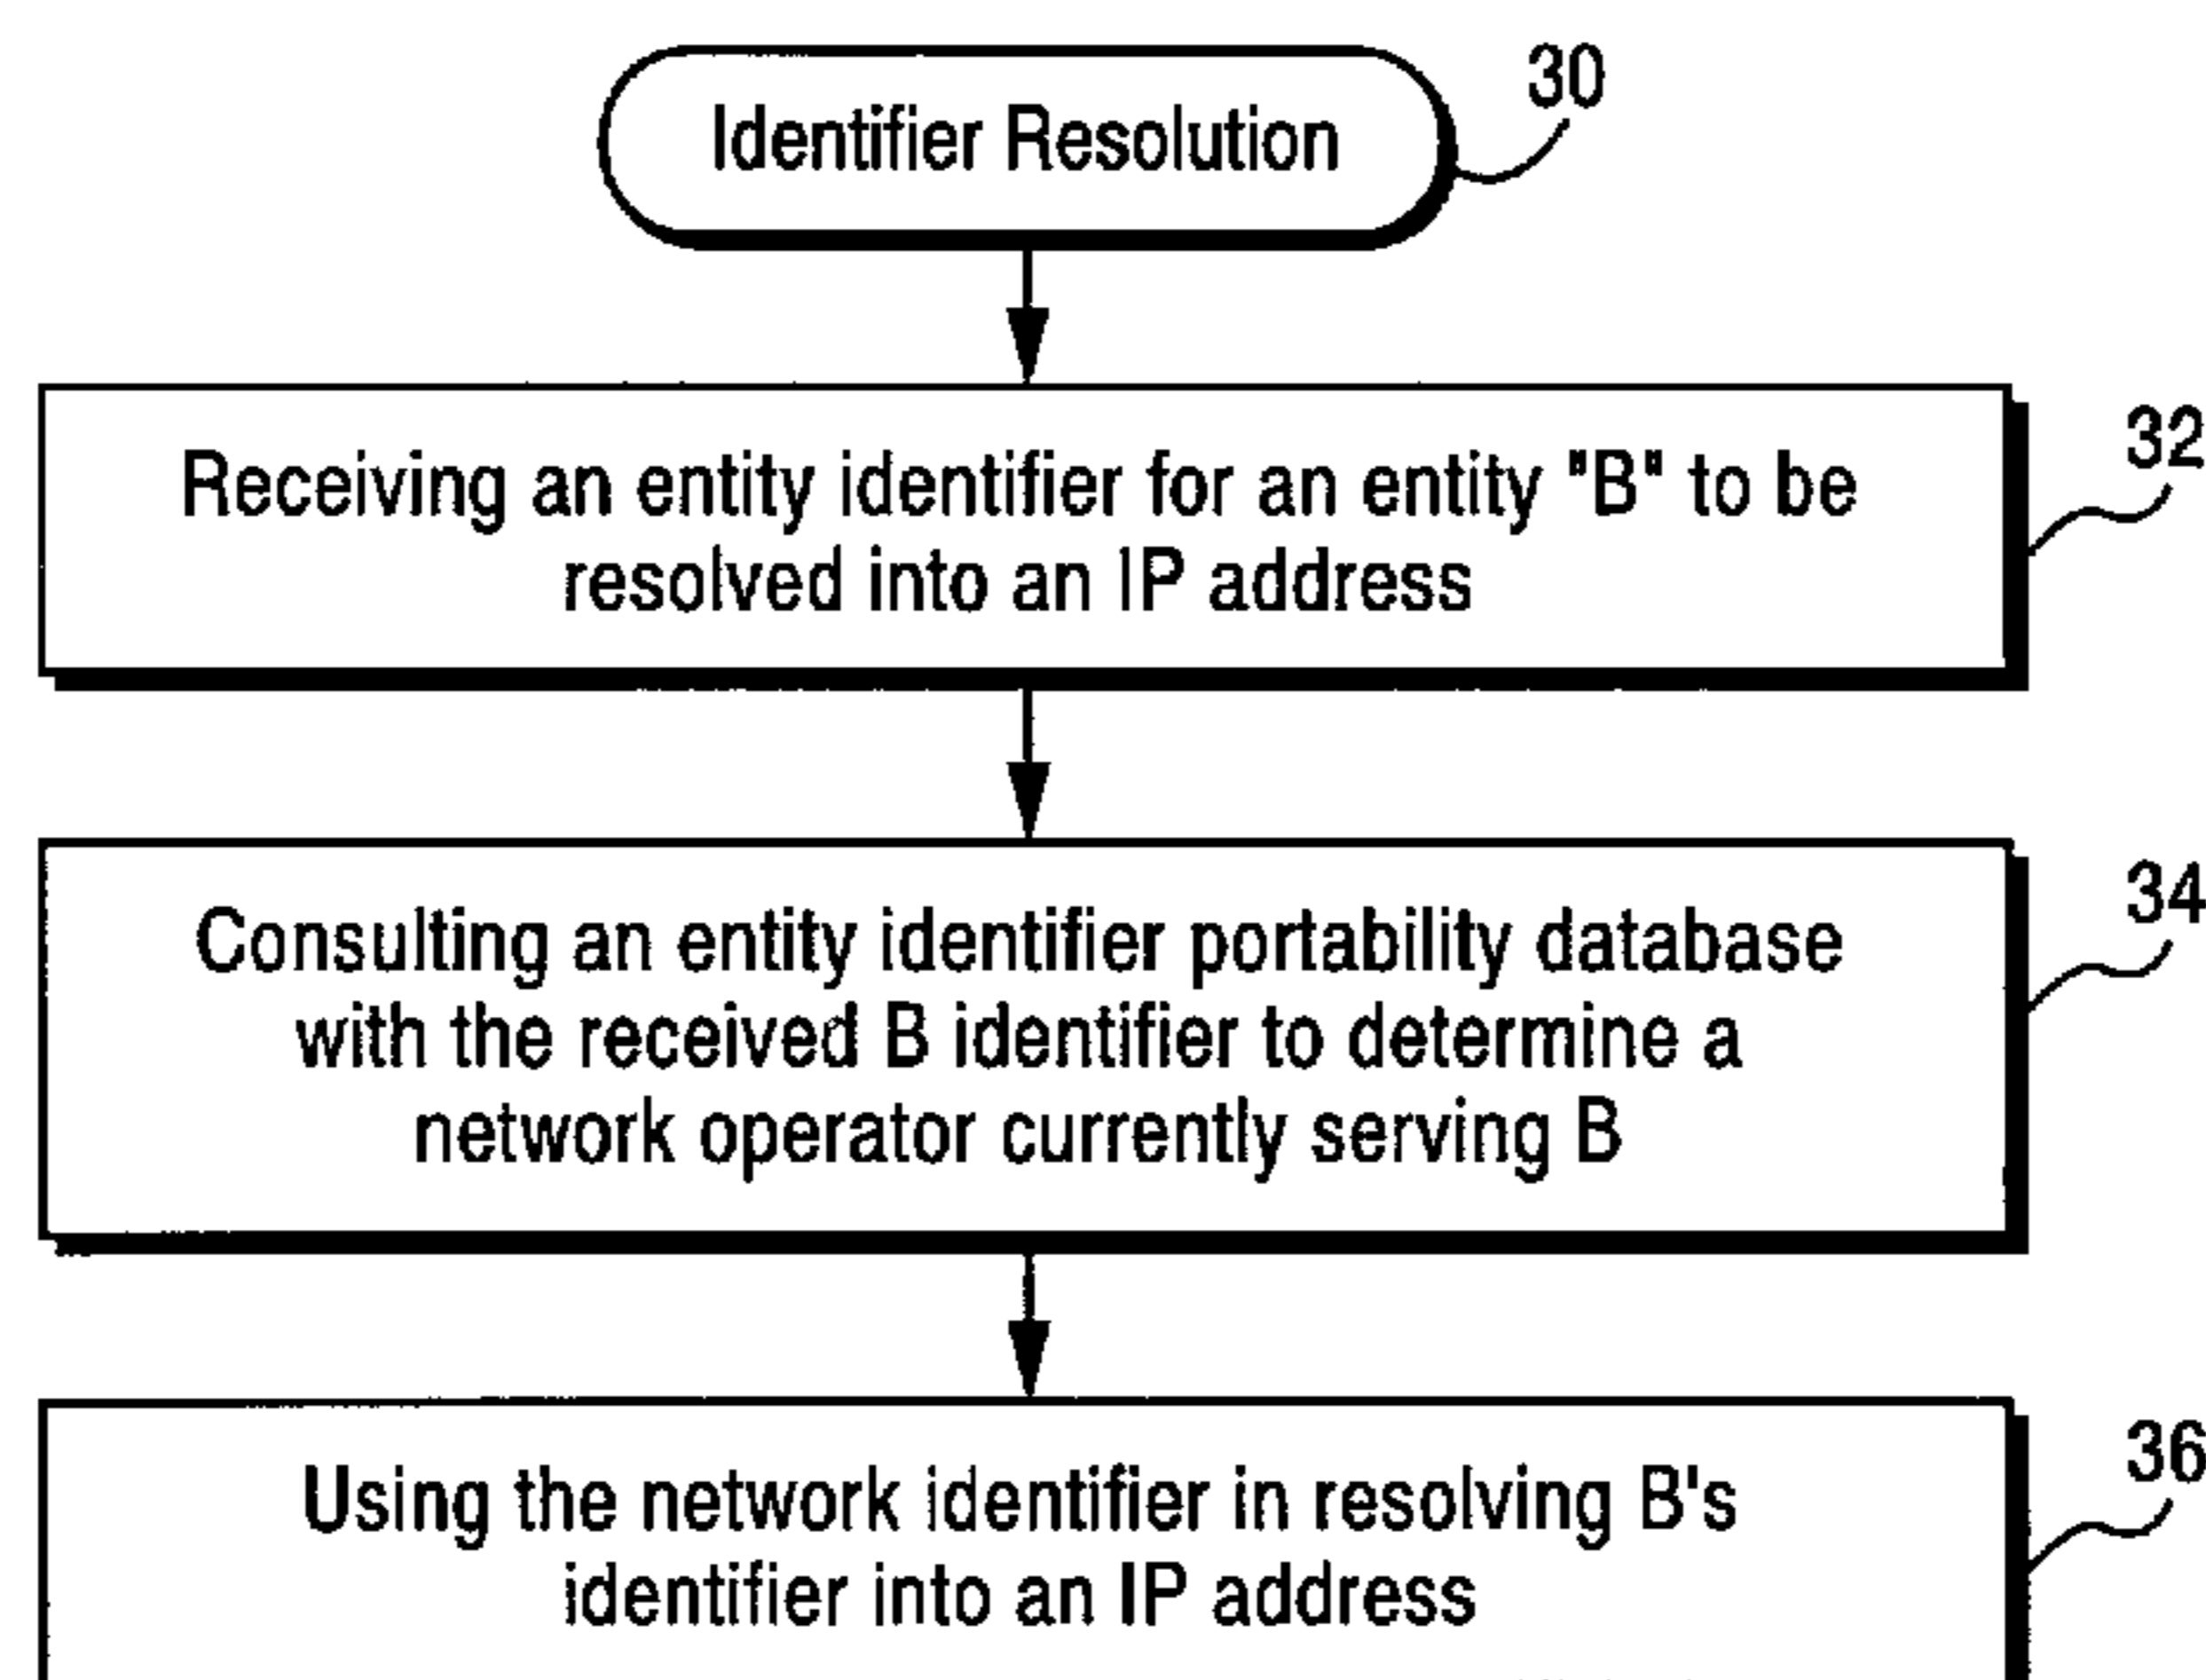 Identifier Resolution
30
Receiving an entity identifier for an entity "B" to be
resolved into an IP address
32
Consulting an entity identifier portability database
with the received B identifier to determine a
network operator currently serving B
34
Using the network identifier in resolving B's
identifier into an IP address
36